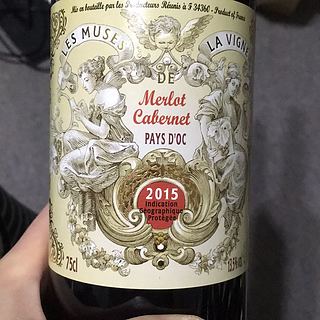 Mis en bouteille par les Producteurs Réunis à F 34360 - Product of France
LES MUSES
DE
LA VIGNE
Merlot
Cabernet
PAYS D'OC
2015
Indication
Géographique
Protégée
75cl
13.5% vol.